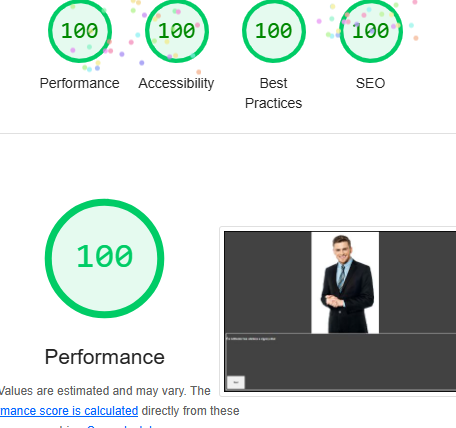 100 100 100 100
Performance Accessibility Best Practices SEO
100
Performance
Values are estimated and may vary. The
mance score is calculated directly from these